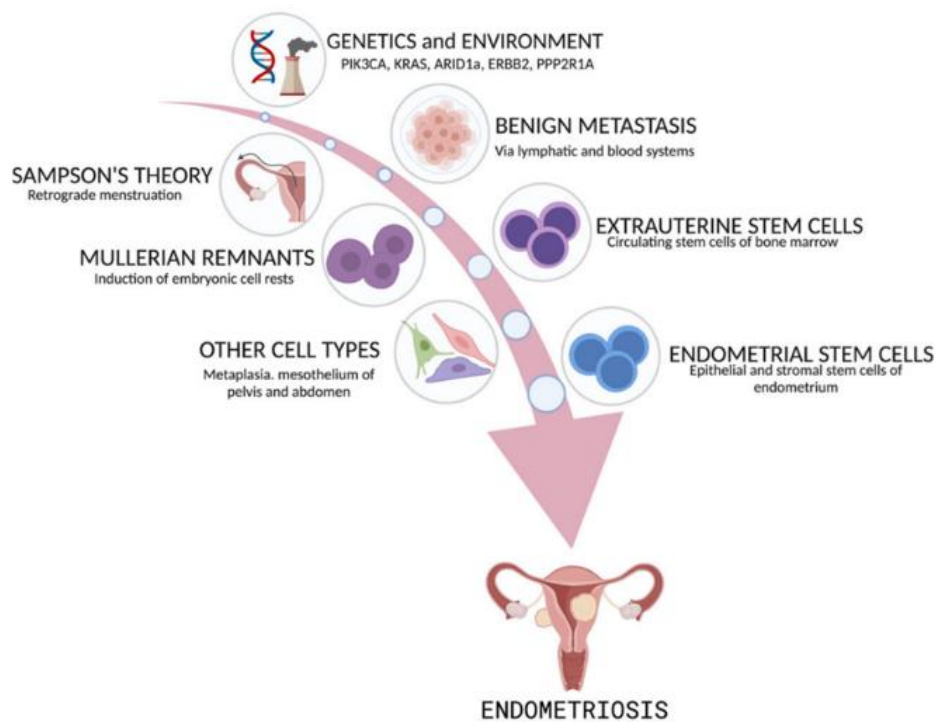 GENETICS and ENVIRONMENT
PIK3CA, KRAS, ARID1a, ERBB2, PPP2R1A
BENIGN METASTASIS
Via lymphatic and blood systems
SAMPSON'S THEORY
Retrograde menstruation
EXTRAUTERINE STEM CELLS
Circulating stem cells of bone marrow
MULLERIAN REMNANTS
Induction of embryonic cell rests
OTHER CELL TYPES
Metaplasia. mesothelium of
pelvis and abdomen
ENDOMETRIAL STEM CELLS
Epithelial and stromal stem cells of
endometrium
ENDOMETRIOSIS